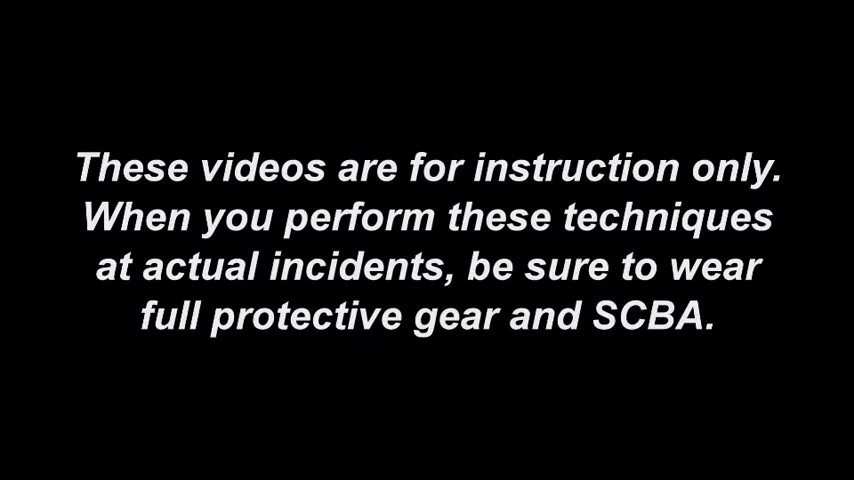 These videos are for instruction only.
When you perform these techniques
at actual incidents, be sure to wear
full protective gear and SCBA.